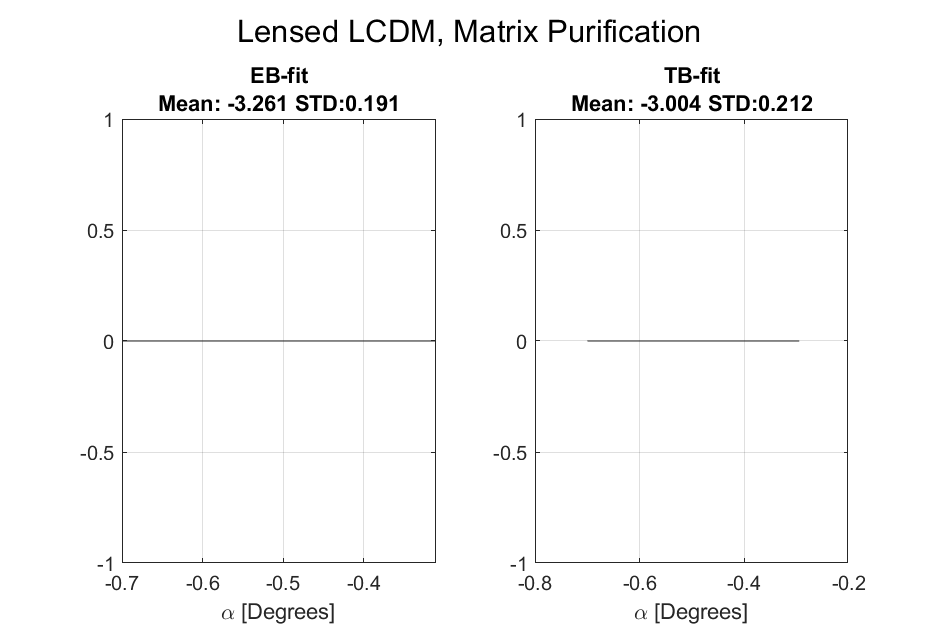 Lensed LCDM, Matrix Purification
EB-fit
Mean: -3.261 STD:0.191
1
0.5
0
-0.5
-1
-0.7 -0.6 -0.5 -0.4
α [Degrees]
TB-fit
Mean: -3.004 STD:0.212
1
0.5
0
-0.5
-1
-0.8 -0.6 -0.4 -0.2
α [Degrees]